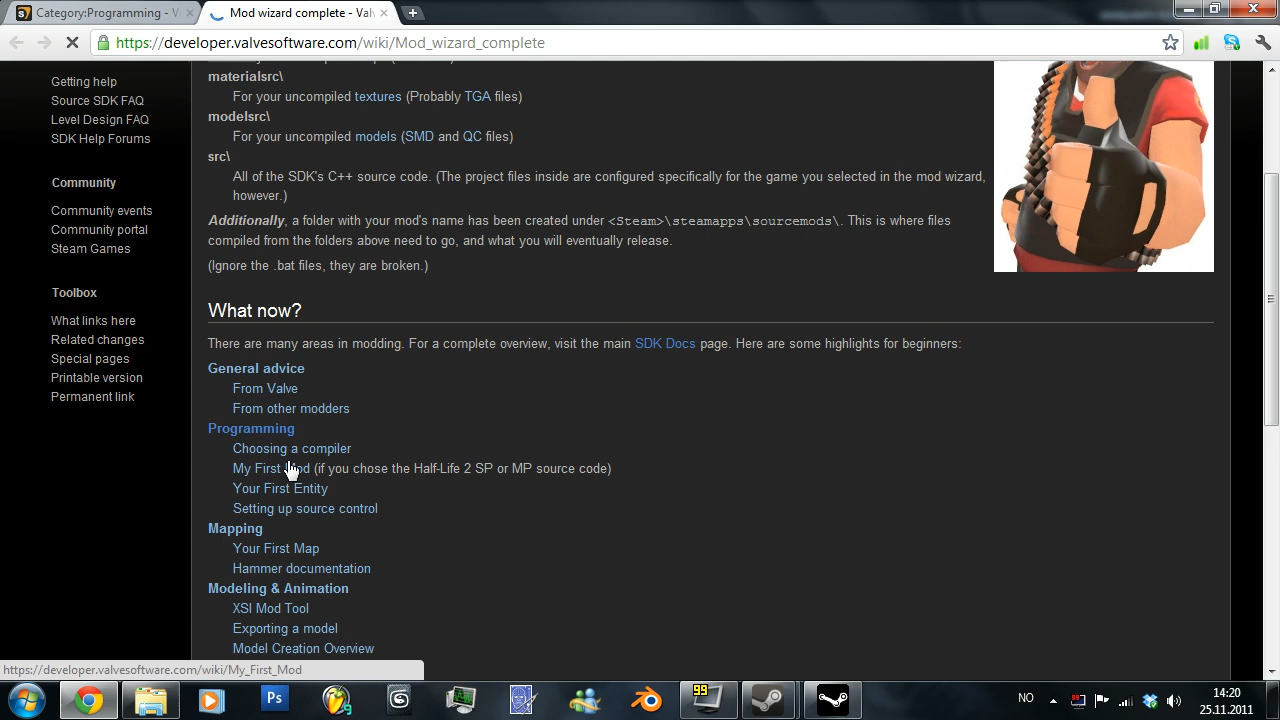 Category:Programming - Va
Mod wizard complete - Valv
https://developer.valvesoftware.com/wiki/Mod_wizard_complete
Getting help
Source SDK FAQ
Level Design FAQ
SDK Help Forums
Community
Community events
Community portal
Steam Games
Toolbox
What links here
Related changes
Special pages
Printable version
Permanent link
materialsrc\
For your uncompiled textures (Probably TGA files)
modelsrc\
For your uncompiled models (SMD and QC files)
src\
All of the SDK's C++ source code. (The project files inside are configured specifically for the game you selected in the mod wizard,
however.)
Additionally, a folder with your mod's name has been created under <Steam>\steamapps\sourcemods\. This is where files
compiled from the folders above need to go, and what you will eventually release.
(Ignore the .bat files, they are broken.)
What now?
There are many areas in modding. For a complete overview, visit the main SDK Docs page. Here are some highlights for beginners:
General advice
From Valve
From other modders
Programming
Choosing a compiler
My First Mod (if you chose the Half-Life 2 SP or MP source code)
Your First Entity
Setting up source control
Mapping
Your First Map
Hammer documentation
Modeling & Animation
XSI Mod Tool
Exporting a model
Model Creation Overview
https://developer.valvesoftware.com/wiki/My_First_Mod
Ps
99
NO
99
14:20
25.11.2011